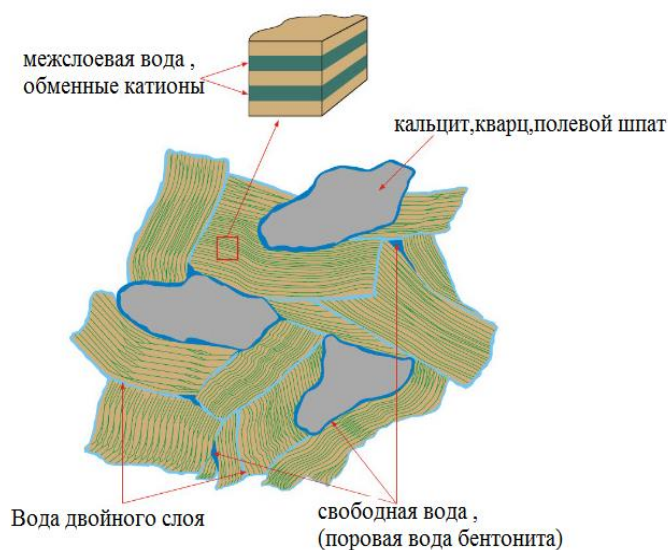 межслоевая вода ,
обменные катионы
кальцит,кварц,полевой шпат
Вода двойного слоя
свободная вода ,
(поровая вода бентонита)